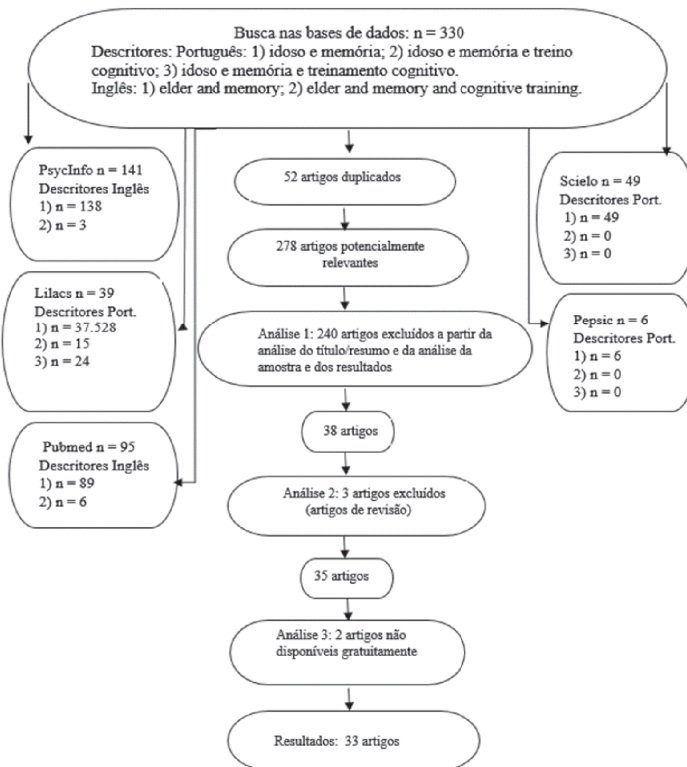 Busca nas bases de dados: n = 330
Descritores: Português: 1) idoso e memória; 2) idoso e memória e treino
cognitivo; 3) idoso e memória e treinamento cognitivo.
Inglês: 1) elder and memory; 2) elder and memory and cognitive training.
PsycInfo n = 141
Descritores Inglês
1) n = 138
2) n = 3
Lilacs n = 39
Descritores Port.
1) n = 37.528
2) n = 15
3) n = 24
Pubmed n = 95
Descritores Inglês
1) n = 89
2) n = 6
52 artigos duplicados
278 artigos potencialmente
relevantes
Análise 1: 240 artigos excluídos a partir da
análise do título/resumo e da análise da
amostra e dos resultados
38 artigos
Análise 2: 3 artigos excluídos
(artigos de revisão)
35 artigos
Análise 3: 2 artigos não
disponíveis gratuitamente
Resultados: 33 artigos
Scielo n = 49
Descritores Port.
1) n = 49
2) n = 0
3) n = 0
Pepsic n = 6
Descritores Port.
1) n = 6
2) n = 0
3) n = 0